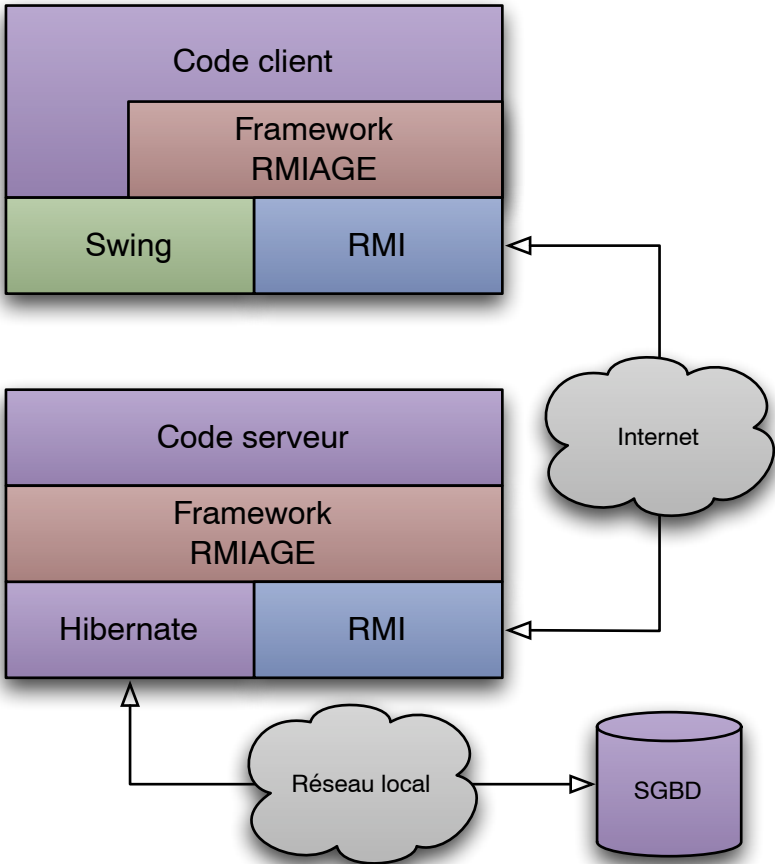 Code client
Framework
RMIAGE
Swing
RMI
Internet
Code serveur
Framework
RMIAGE
Hibernate
RMI
Réseau local
SGBD